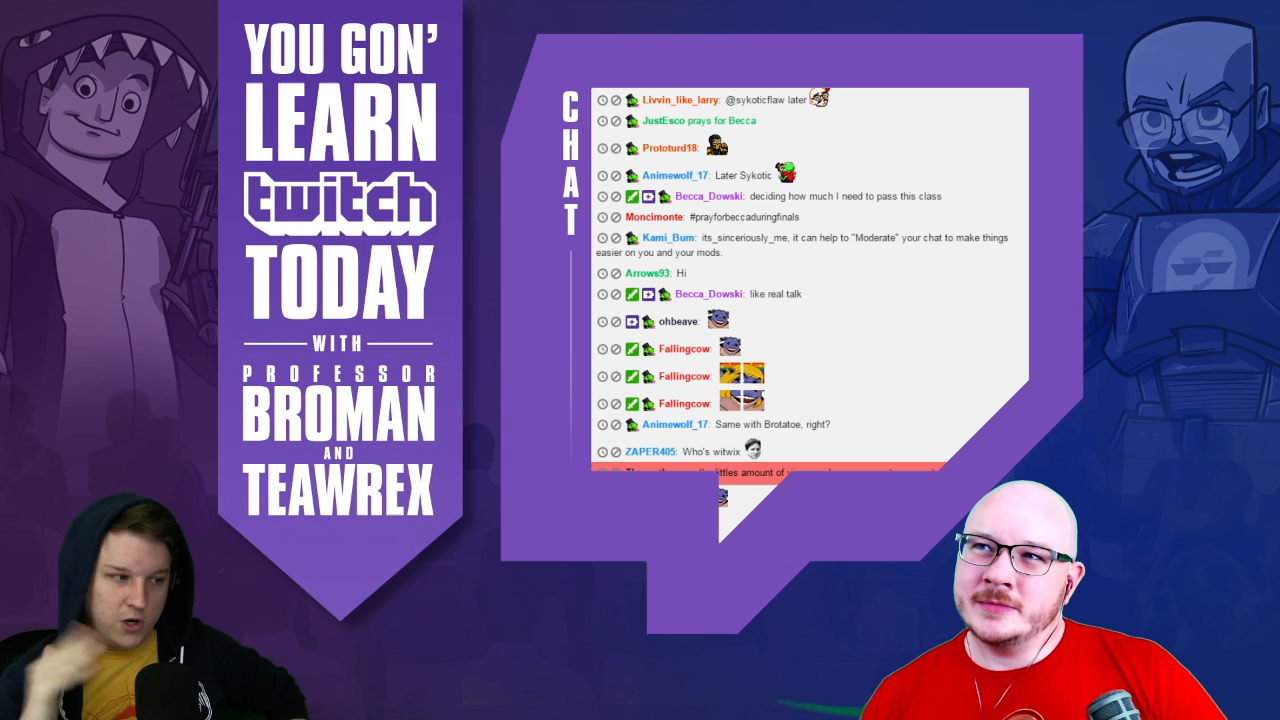 YOU GON'
LEARN
twitch
TODAY
WITH
PROFESSOR
BROMAN
AND
TEAWREX
CHAT
Livvin_like_larry: @sykoticflaw later
JustEsco prays for Becca
Prototurd18:
Animewolf_17: Later Sykotic
Becca_Dowski: deciding how much I need to pass this class
Moncimonte: #prayforbeccaduringfinals
Kami_Bum: its_sinceriously_me, it can help to "Moderate" your chat to make things
easier on you and your mods.
Arrows93: Hi
Becca_Dowski: like real talk
ohbeave:
Fallingcow:
Fallingcow:
Fallingcow:
Animewolf_17: Same with Brotatoe, right?
ZAPER405: Who's witwix
amount of